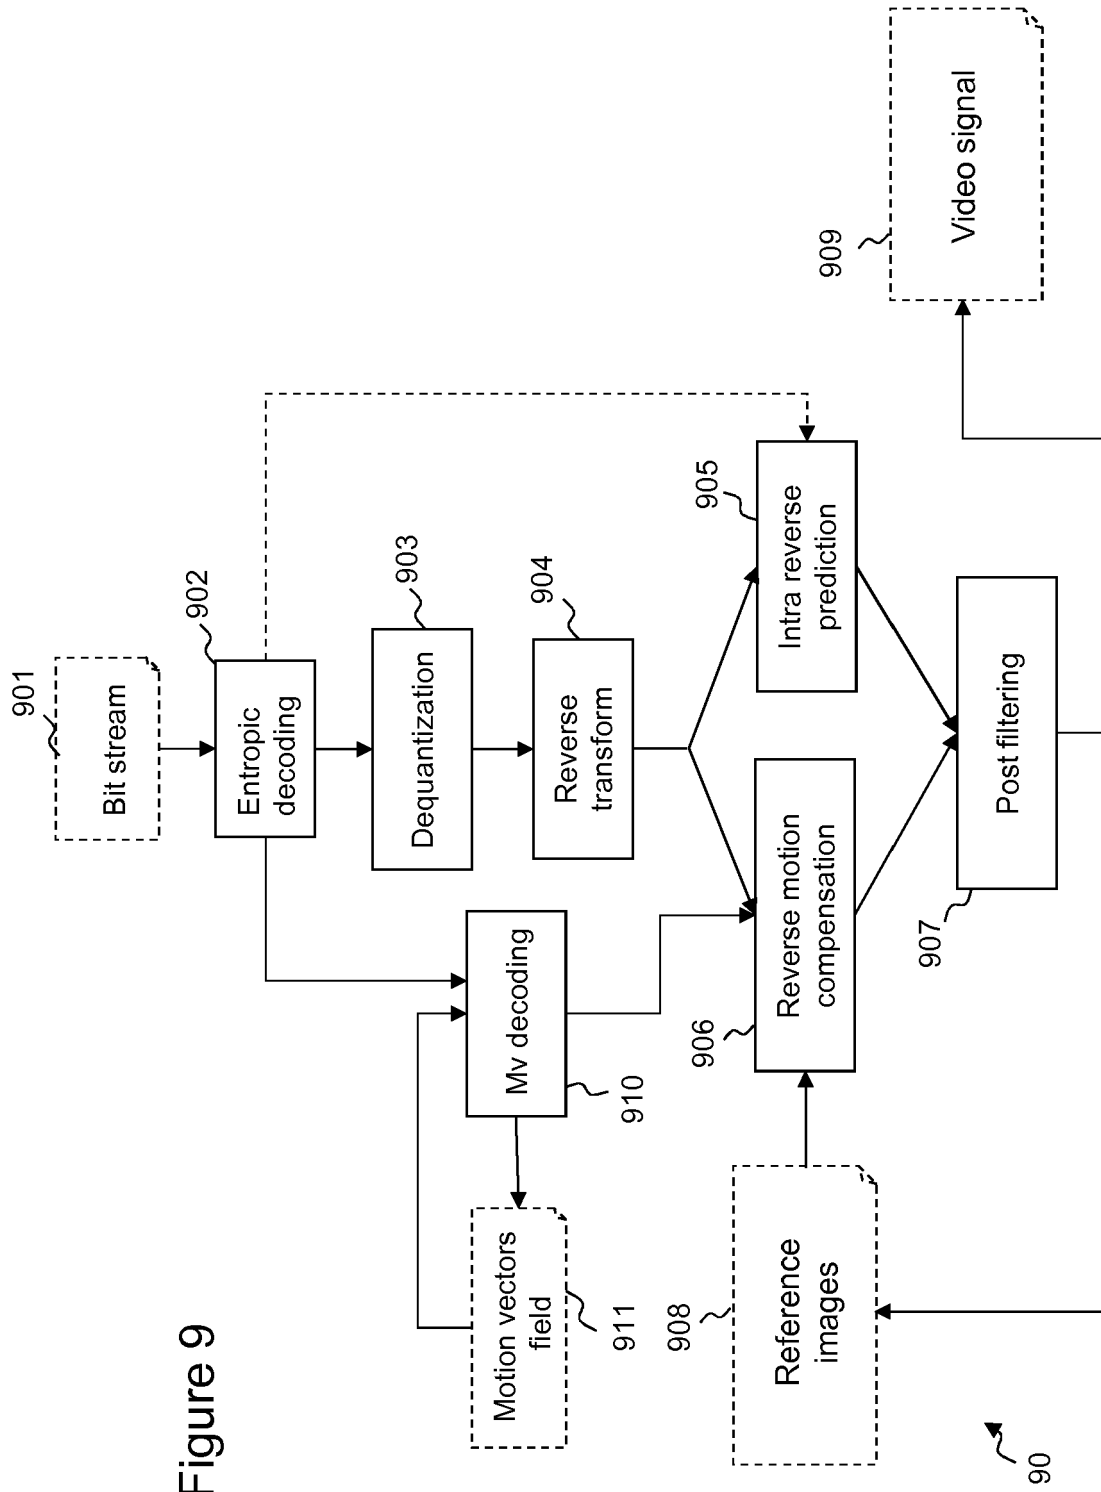 Figure 9
901
Bit stream
902
Entropic
decoding
903
Dequantization
904
Reverse
transform
905
Intra reverse
prediction
Mv decoding
910
Motion vectors
field
911
Reverse motion
compensation
906
908
Reference
images
Post filtering
907
909
Video signal
90